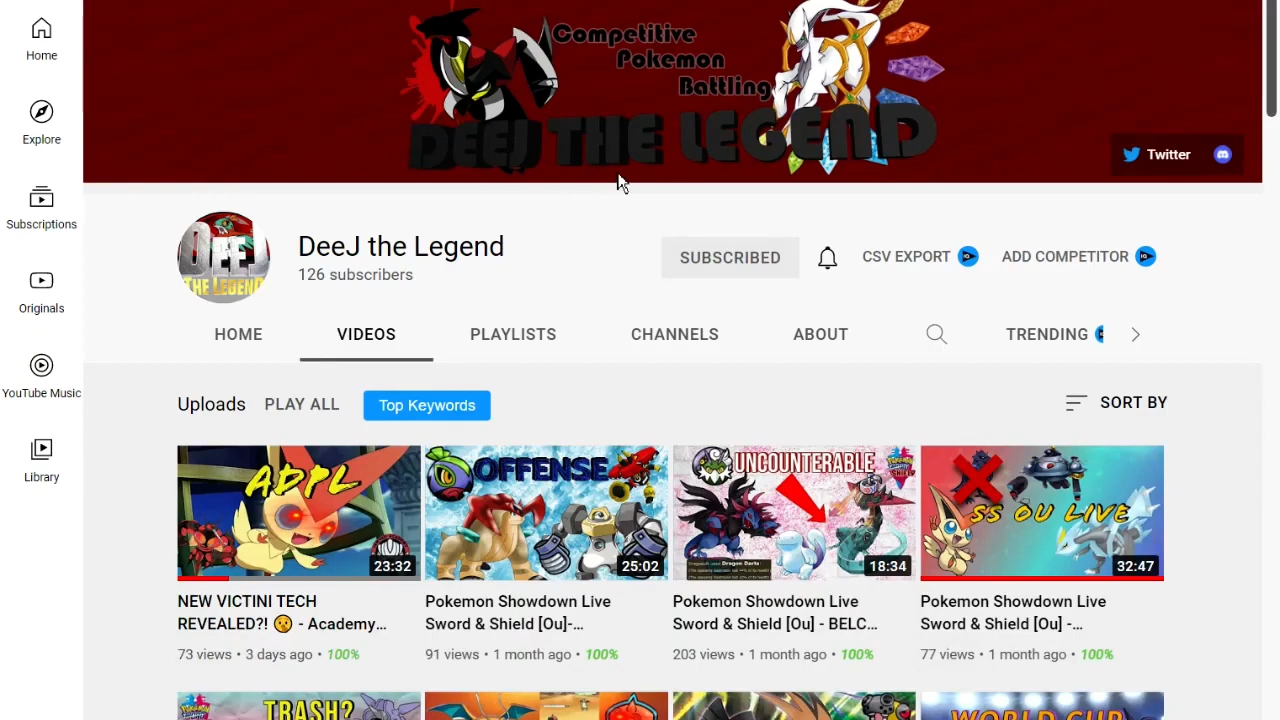 Competitive
Pokemon
Battling
DEEJ THE LEGEND
Twitter
Home
Explore
Subscriptions
Originals
YouTube Music
Library
DEEJ
THE LEGEND
DeeJ the Legend
126 subscribers
SUBSCRIBED
CSV EXPORT
ADD COMPETITOR
HOME VIDEOS PLAYLISTS CHANNELS ABOUT TRENDING
Uploads PLAY ALL Top Keywords SORT BY
ADPL
23:32
NEW VICTINI TECH
REVEALED?! 🤫 - Academy...
73 views • 3 days ago • 100%
OFFENSE
25:02
Pokemon Showdown Live
Sword & Shield [Ou]-...
91 views • 1 month ago • 100%
UNCOUNTERABLE
18:34
Pokemon Showdown Live
Sword & Shield [Ou] - BELC...
203 views • 1 month ago • 100%
SS OU LIVE
32:47
Pokemon Showdown Live
Sword & Shield [Ou] -...
77 views • 1 month ago • 100%
TRASH?
WORLD CUP